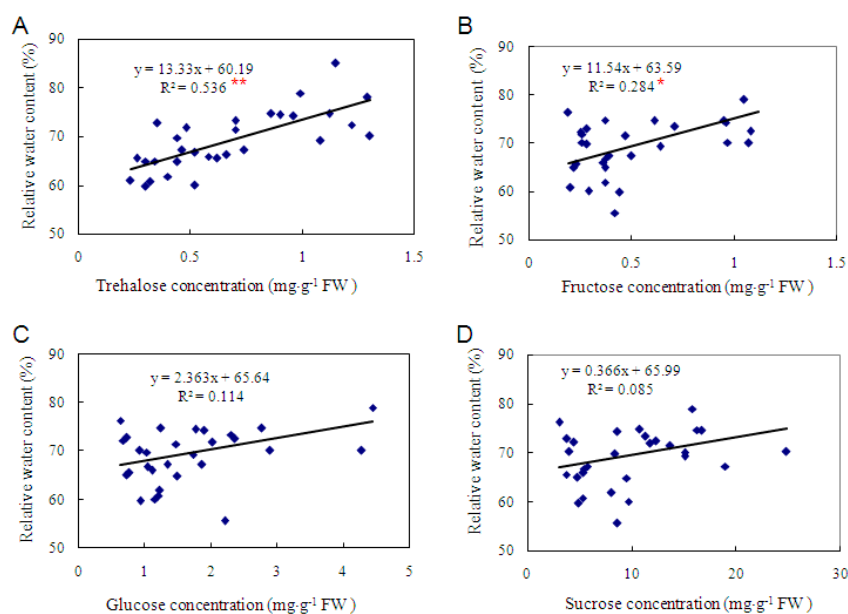 A
Relative water content (%)
90
80
70
60
50
y = 13.33x + 60.19
R² = 0.536 **
0
0.5
1
1.5
Trehalose concentration (mg·g⁻¹ FW)
B
Relative water content (%)
90
80
70
60
50
y = 11.54x + 63.59
R² = 0.284 *
0
0.5
1
1.5
Fructose concentration (mg·g⁻¹ FW)
C
Relative water content (%)
90
80
70
60
50
y = 2.363x + 65.64
R² = 0.114
0
1
2
3
4
5
Glucose concentration (mg·g⁻¹ FW)
D
Relative water content (%)
90
80
70
60
50
y = 0.366x + 65.99
R² = 0.085
0
10
20
30
Sucrose concentration (mg·g⁻¹ FW)